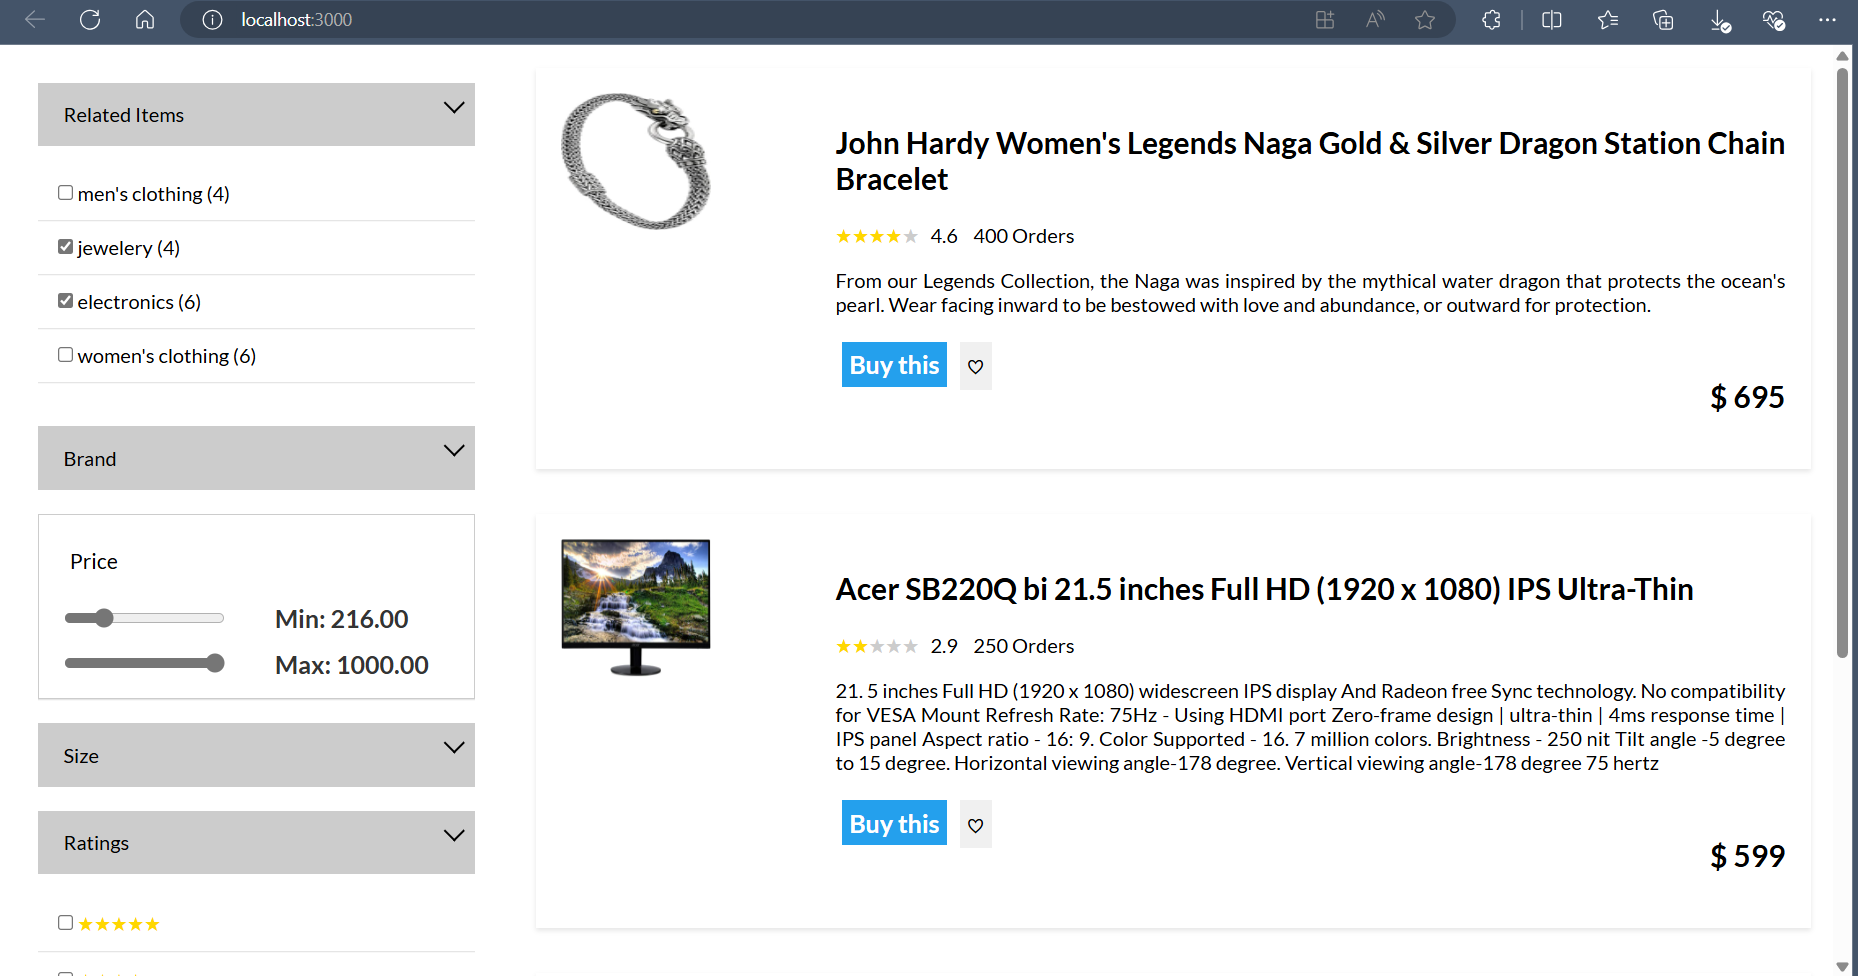 localhost:3000
Related Items
men's clothing (4)
jewelery (4)
electronics (6)
women's clothing (6)
Brand
Price
Min: 216.00
Max: 1000.00
Size
Ratings
John Hardy Women's Legends Naga Gold & Silver Dragon Station Chain
Bracelet
4.6 400 Orders
From our Legends Collection, the Naga was inspired by the mythical water dragon that protects the ocean's
pearl. Wear facing inward to be bestowed with love and abundance, or outward for protection.
Buy this
$ 695
Acer SB220Q bi 21.5 inches Full HD (1920 x 1080) IPS Ultra-Thin
2.9 250 Orders
21. 5 inches Full HD (1920 x 1080) widescreen IPS display And Radeon free Sync technology. No compatibility
for VESA Mount Refresh Rate: 75Hz - Using HDMI port Zero-frame design | ultra-thin | 4ms response time |
IPS panel Aspect ratio - 16: 9. Color Supported - 16. 7 million colors. Brightness - 250 nit Tilt angle -5 degree
to 15 degree. Horizontal viewing angle-178 degree. Vertical viewing angle-178 degree 75 hertz
Buy this
$ 599